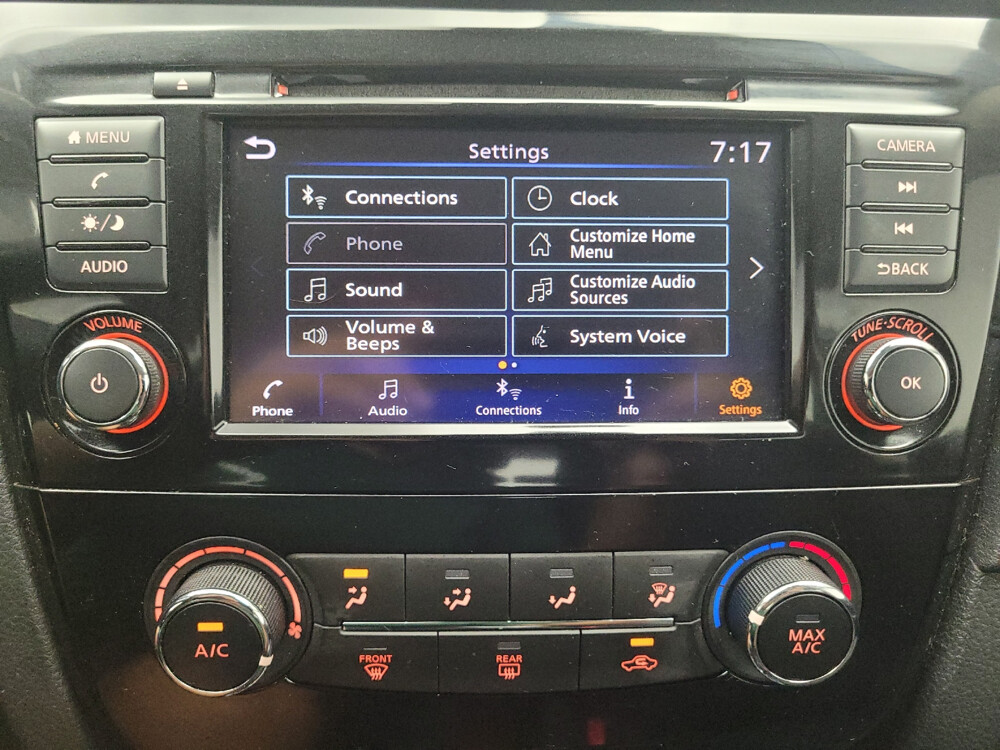 MENU
AUDIO
VOLUME
Settings
7:17
Connections
Clock
Phone
Customize Home
Menu
Sound
Customize Audio
Sources
Volume &
Beeps
System Voice
Phone
Audio
Connections
Info
Settings
CAMERA
BACK
TUNE·SCROLL
OK
A/C
FRONT
REAR
MAX
A/C